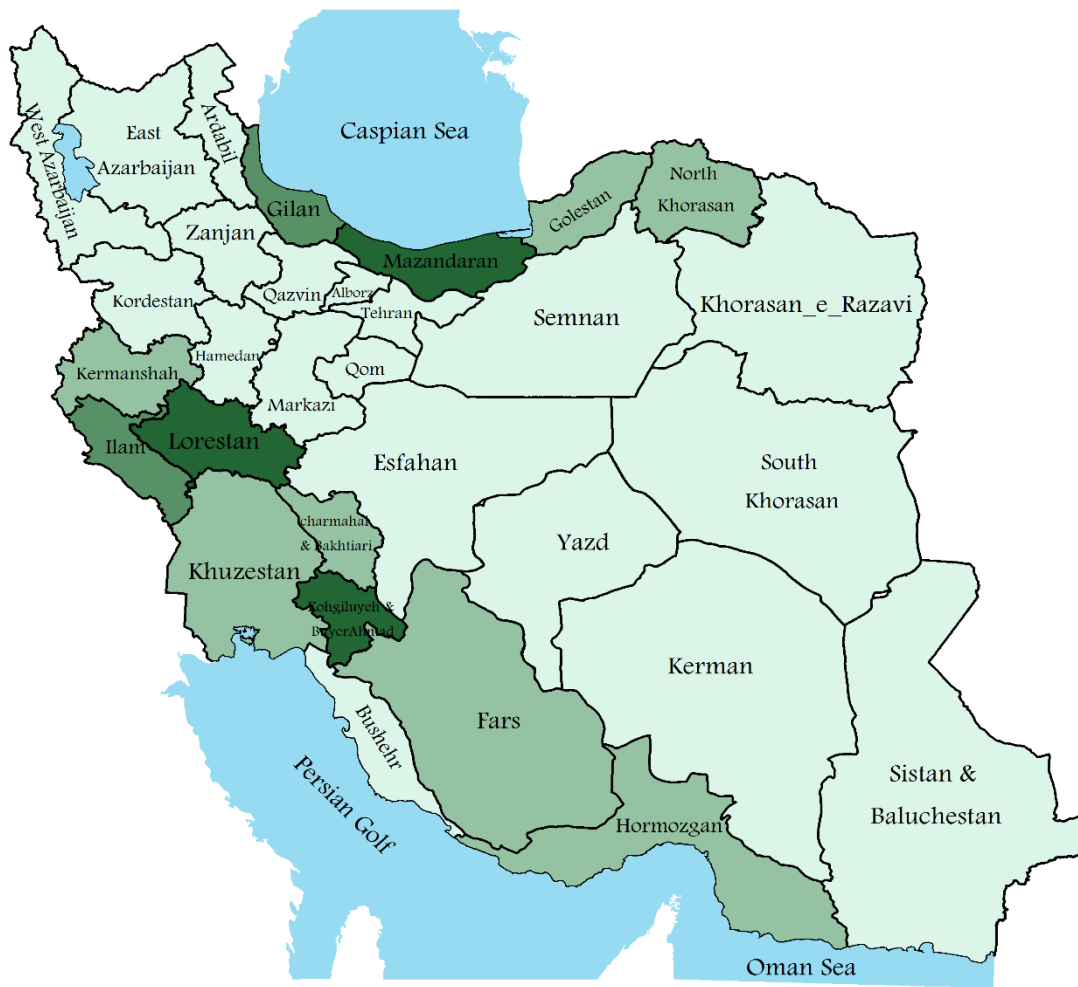 Caspian Sea
West Azarbaijan
East
Azarbaijan
Ardabil
Gilan
Zanjan
Mazandaran
Golestan
North
Khorasan
Kordestan
Qazvin
Alborz
Tehran
Semnan
Khorasan_e_Razavi
Hamedan
Kermanshah
Qom
Markazi
Ilam
Lorestan
Esfahan
South
Khorasan
charmahal
& Bakhtiari
Yazd
Khuzestan
Kohgiluyeh &
BuyerAhmad
Kerman
Fars
Bushehr
Persian Golf
Sistan &
Baluchestan
Hormozgan
Oman Sea